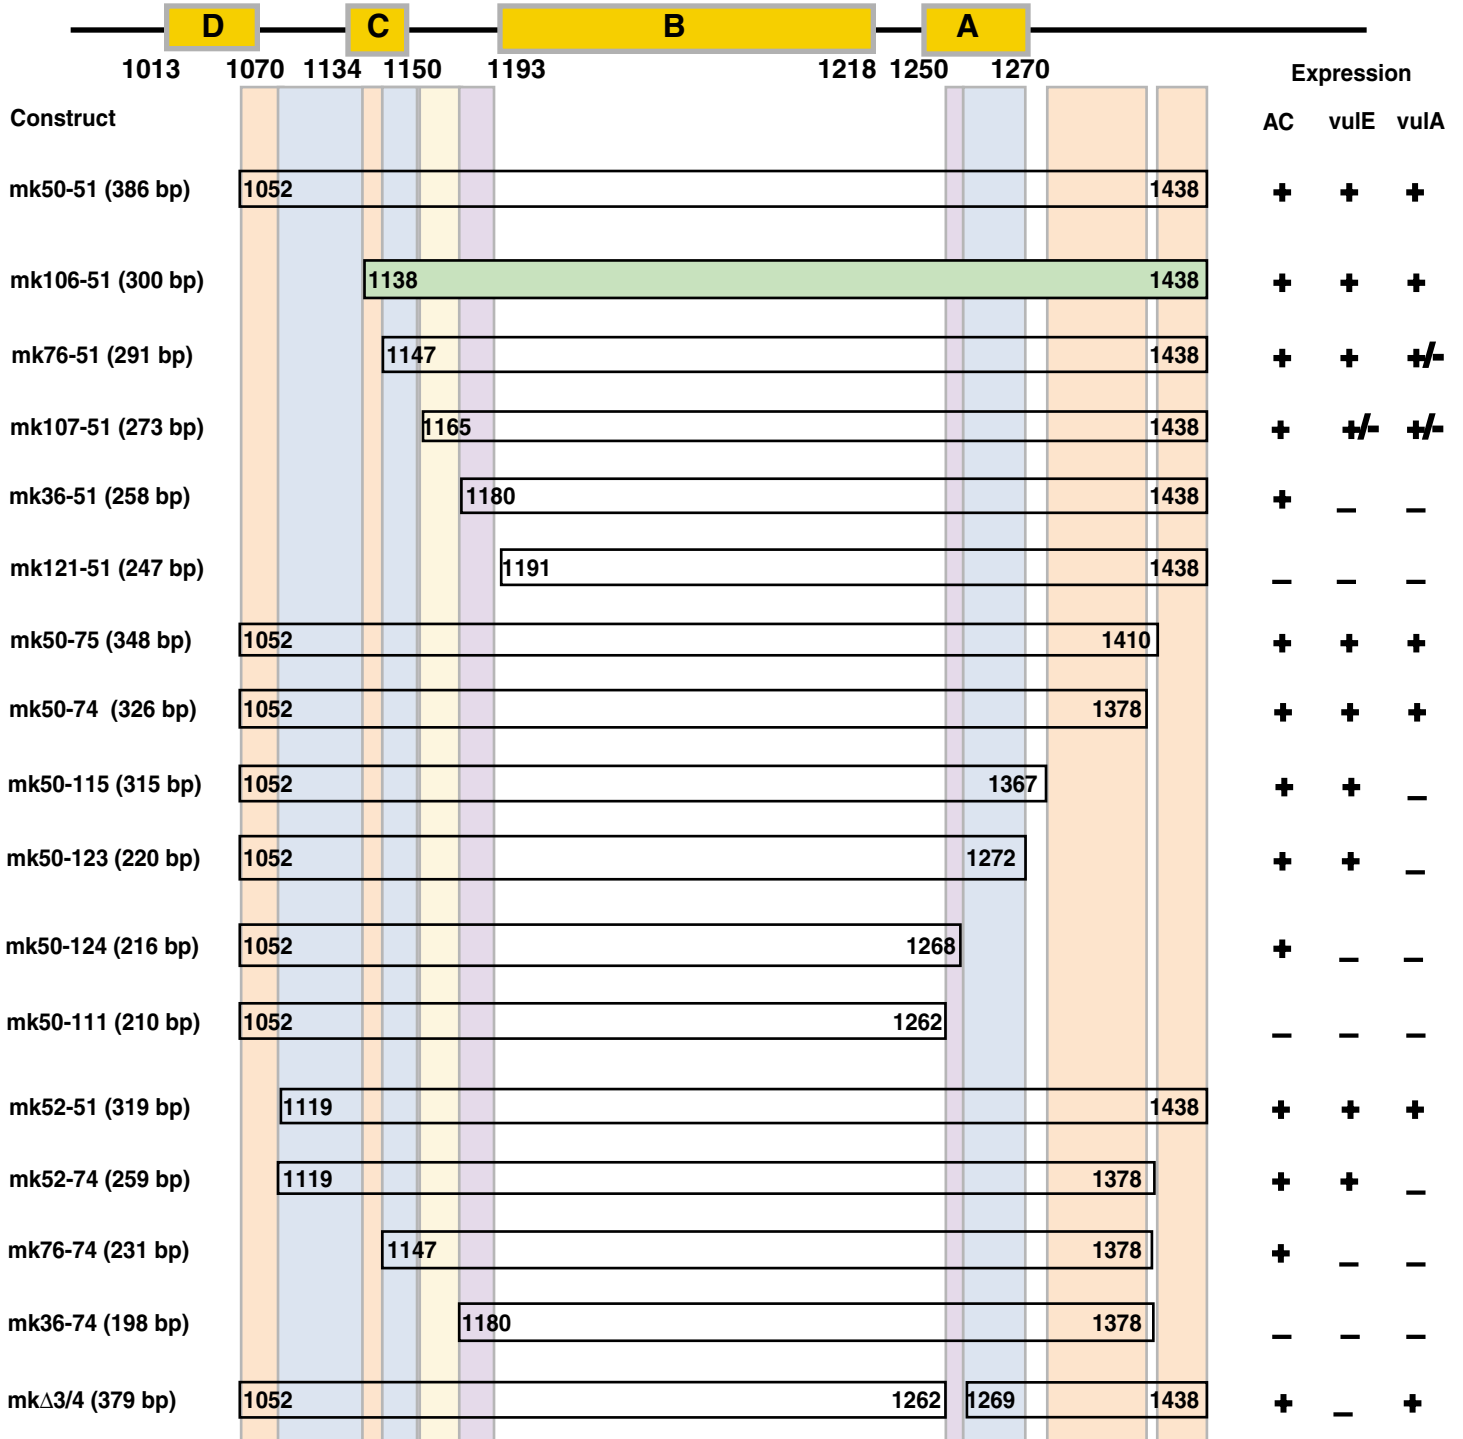 D C B A
1013 1070 1134 1150 1193 1218 1250 1270 Expression
Construct AC vulE vulA
mk50-51 (386 bp) 1052 1438 + + +
mk106-51 (300 bp) 1138 1438 + + +
mk76-51 (291 bp) 1147 1438 + + +/-
mk107-51 (273 bp) 1165 1438 + +/- +/-
mk36-51 (258 bp) 1180 1438 + – –
mk121-51 (247 bp) 1191 1438 – – –
mk50-75 (348 bp) 1052 1410 + + +
mk50-74 (326 bp) 1052 1378 + + +
mk50-115 (315 bp) 1052 1367 + + –
mk50-123 (220 bp) 1052 1272 + + –
mk50-124 (216 bp) 1052 1268 + – –
mk50-111 (210 bp) 1052 1262 – – –
mk52-51 (319 bp) 1119 1438 + + +
mk52-74 (259 bp) 1119 1378 + + –
mk76-74 (231 bp) 1147 1378 + – –
mk36-74 (198 bp) 1180 1378 – – –
mkΔ3/4 (379 bp) 1052 1262 1269 1438 + – +